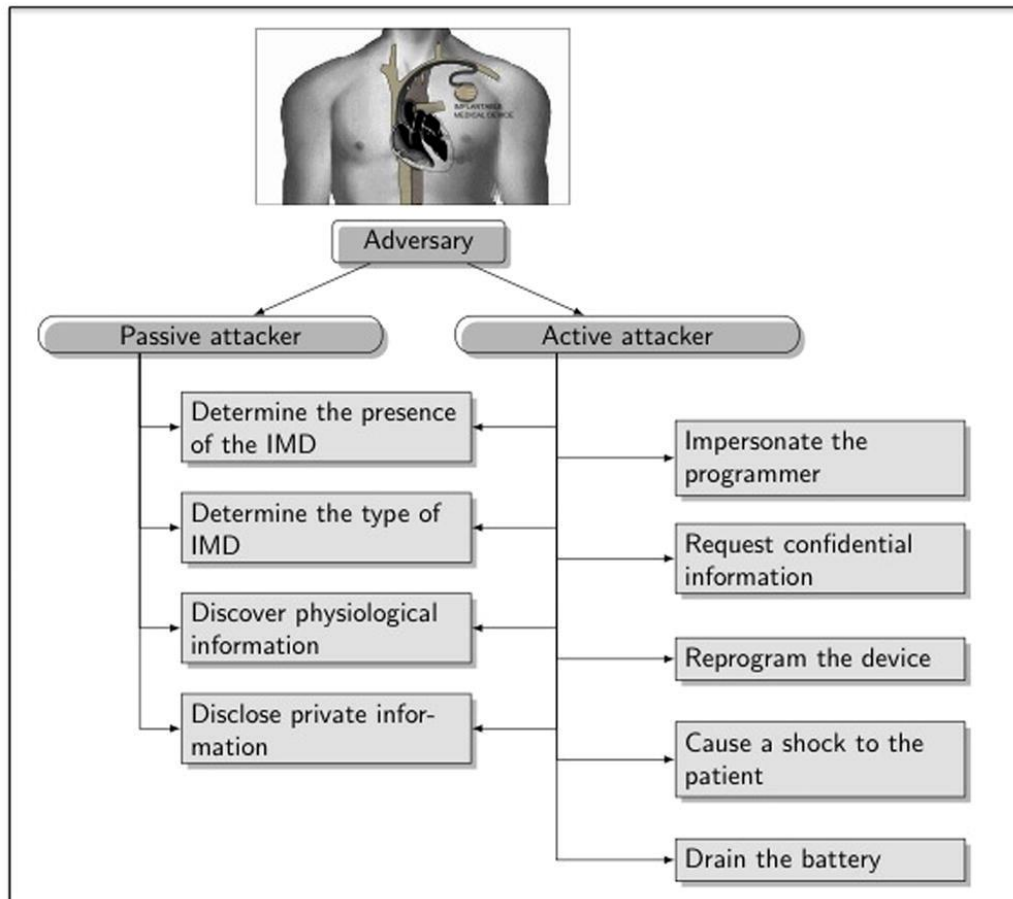 IMPLANTABLE
MEDICAL DEVICE
Adversary
Passive attacker
Active attacker
Determine the presence
of the IMD
Determine the type of
IMD
Discover physiological
information
Disclose private infor-
mation
Impersonate the
programmer
Request confidential
information
Reprogram the device
Cause a shock to the
patient
Drain the battery